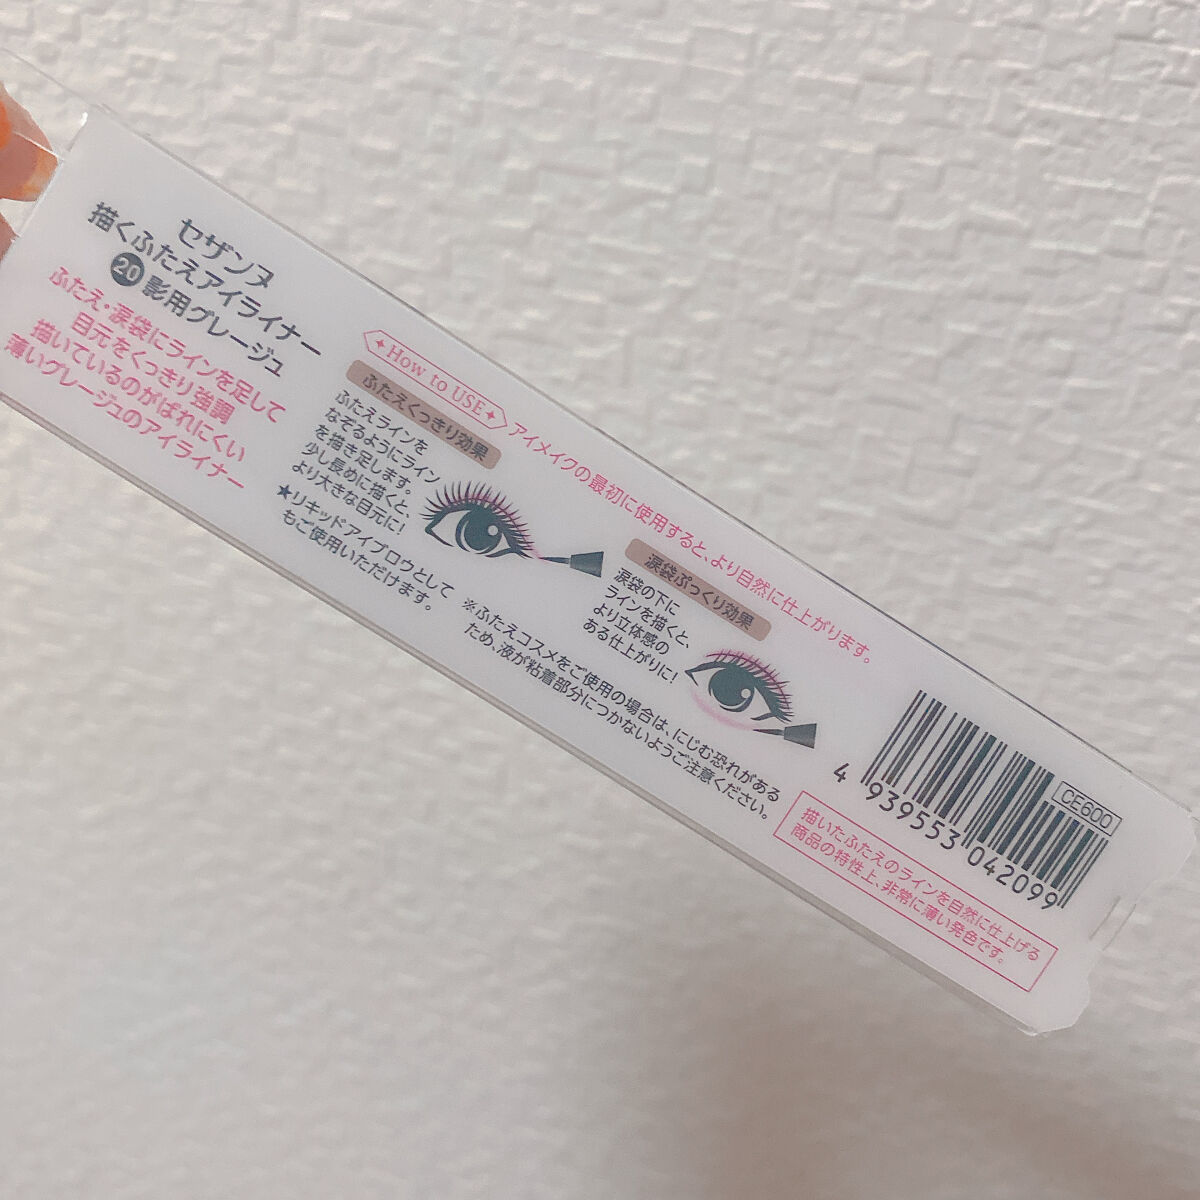 セザンヌ
描くふたえアイライナー
20 影用グレージュ
ふたえ・涙袋にラインを足して
目元をくっきり強調
描いているのがばれにくい
薄いグレージュのアイライナー
How to USE
アイメイクの最初に使用すると、より自然に仕上がります。
ふたえくっきり効果
ふたえラインを
なぞるようにライン
を描き足します。
少し長めに描くと、
より大きな目元に!
★リキッドアイブロウとして
もご使用いただけます。
涙袋ぷっくり効果
涙袋の下に
ラインを描くと、
より立体感の
ある仕上がりに!
※ふたえコスメをご使用の場合は、にじむ恐れがある
ため、液が粘着部分につかないようご注意ください。
CE600
4 939553 042099
描いたふたえのラインを自然に仕上げる
商品の特性上、非常に薄い発色です。